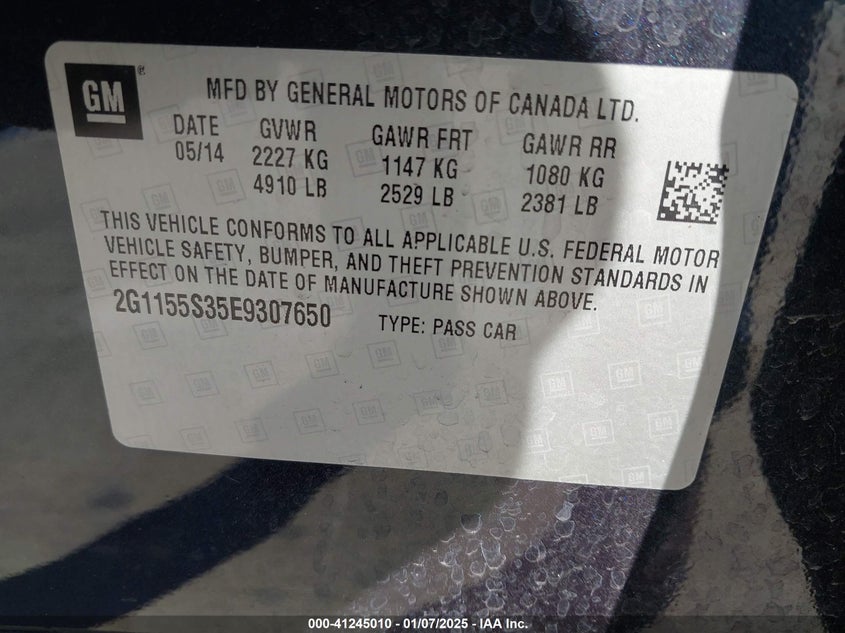 GM
MFD BY GENERAL MOTORS OF CANADA LTD.
DATE GVWR GAWR FRT GAWR RR
05/14 2227 KG 1147 KG 1080 KG
4910 LB 2529 LB 2381 LB
THIS VEHICLE CONFORMS TO ALL APPLICABLE U.S. FEDERAL MOTOR
VEHICLE SAFETY, BUMPER, AND THEFT PREVENTION STANDARDS IN
EFFECT ON THE DATE OF MANUFACTURE SHOWN ABOVE.
2G1155S35E9307650 TYPE: PASS CAR
000-41245010 - 01/07/2025 - IAA Inc.